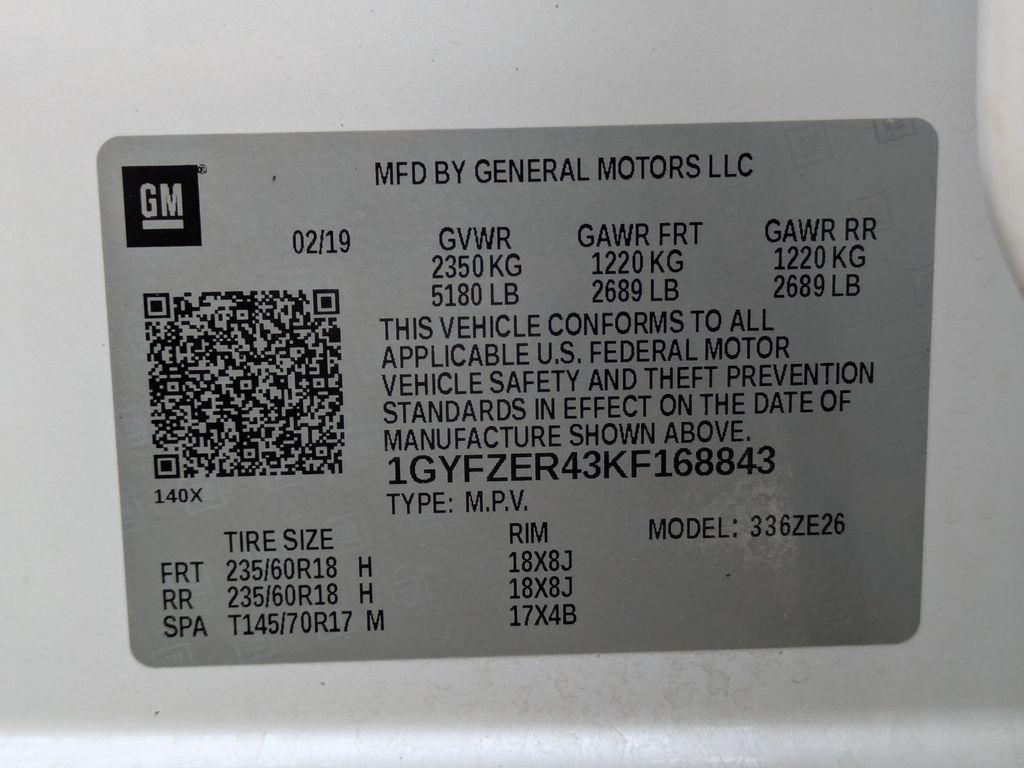 GM
MFD BY GENERAL MOTORS LLC
02/19 GVWR GAWR FRT GAWR RR
2350 KG 1220 KG 1220 KG
5180 LB 2689 LB 2689 LB
THIS VEHICLE CONFORMS TO ALL
APPLICABLE U.S. FEDERAL MOTOR
VEHICLE SAFETY AND THEFT PREVENTION
STANDARDS IN EFFECT ON THE DATE OF
MANUFACTURE SHOWN ABOVE.
1GYFZER43KF168843
140X
TYPE: M.P.V.
TIRE SIZE RIM MODEL: 336ZE26
FRT 235/60R18 H 18X8J
RR 235/60R18 H 18X8J
SPA T145/70R17 M 17X4B